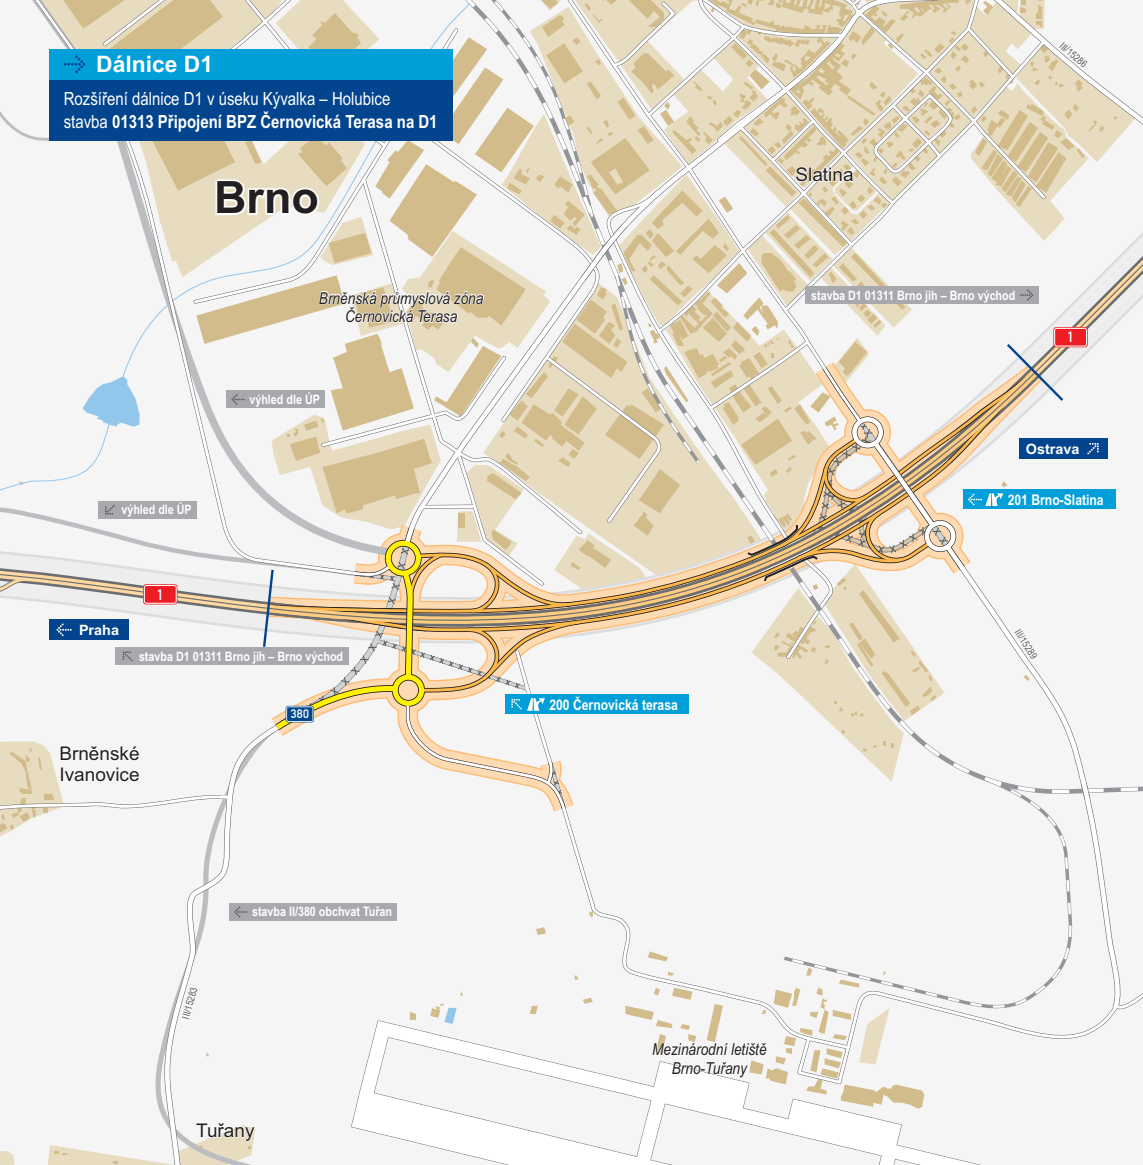 Dálnice D1
Rozšíření dálnice D1 v úseku Kývalka – Holubice
stavba 01313 Připojení BPZ Černovická Terasa na D1
III/15286
Brno
Slatina
Brněnská průmyslová zóna
Černovická Terasa
stavba D1 01311 Brno jih – Brno východ
1
výhled dle ÚP
Ostrava
201 Brno-Slatina
výhled dle ÚP
1
Praha
stavba D1 01311 Brno jih – Brno východ
III/15289
200 Černovická terasa
380
Brněnské
Ivanovice
stavba II/380 obchvat Tuřan
III/15283
Mezinárodní letiště
Brno-Tuřany
Tuřany